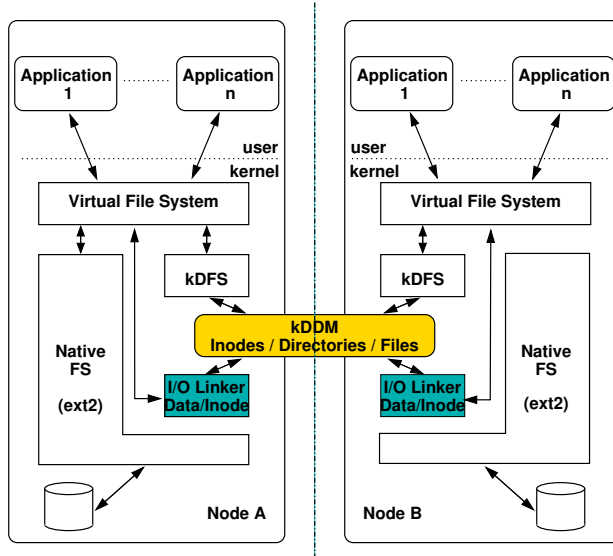 Application
1
Application
n
user
kernel
Virtual File System
kDFS
Native
FS
(ext2)
I/O Linker
Data/Inode
Node A
kDDM
Inodes / Directories / Files
Application
1
Application
n
user
kernel
Virtual File System
kDFS
I/O Linker
Data/Inode
Native
FS
(ext2)
Node B